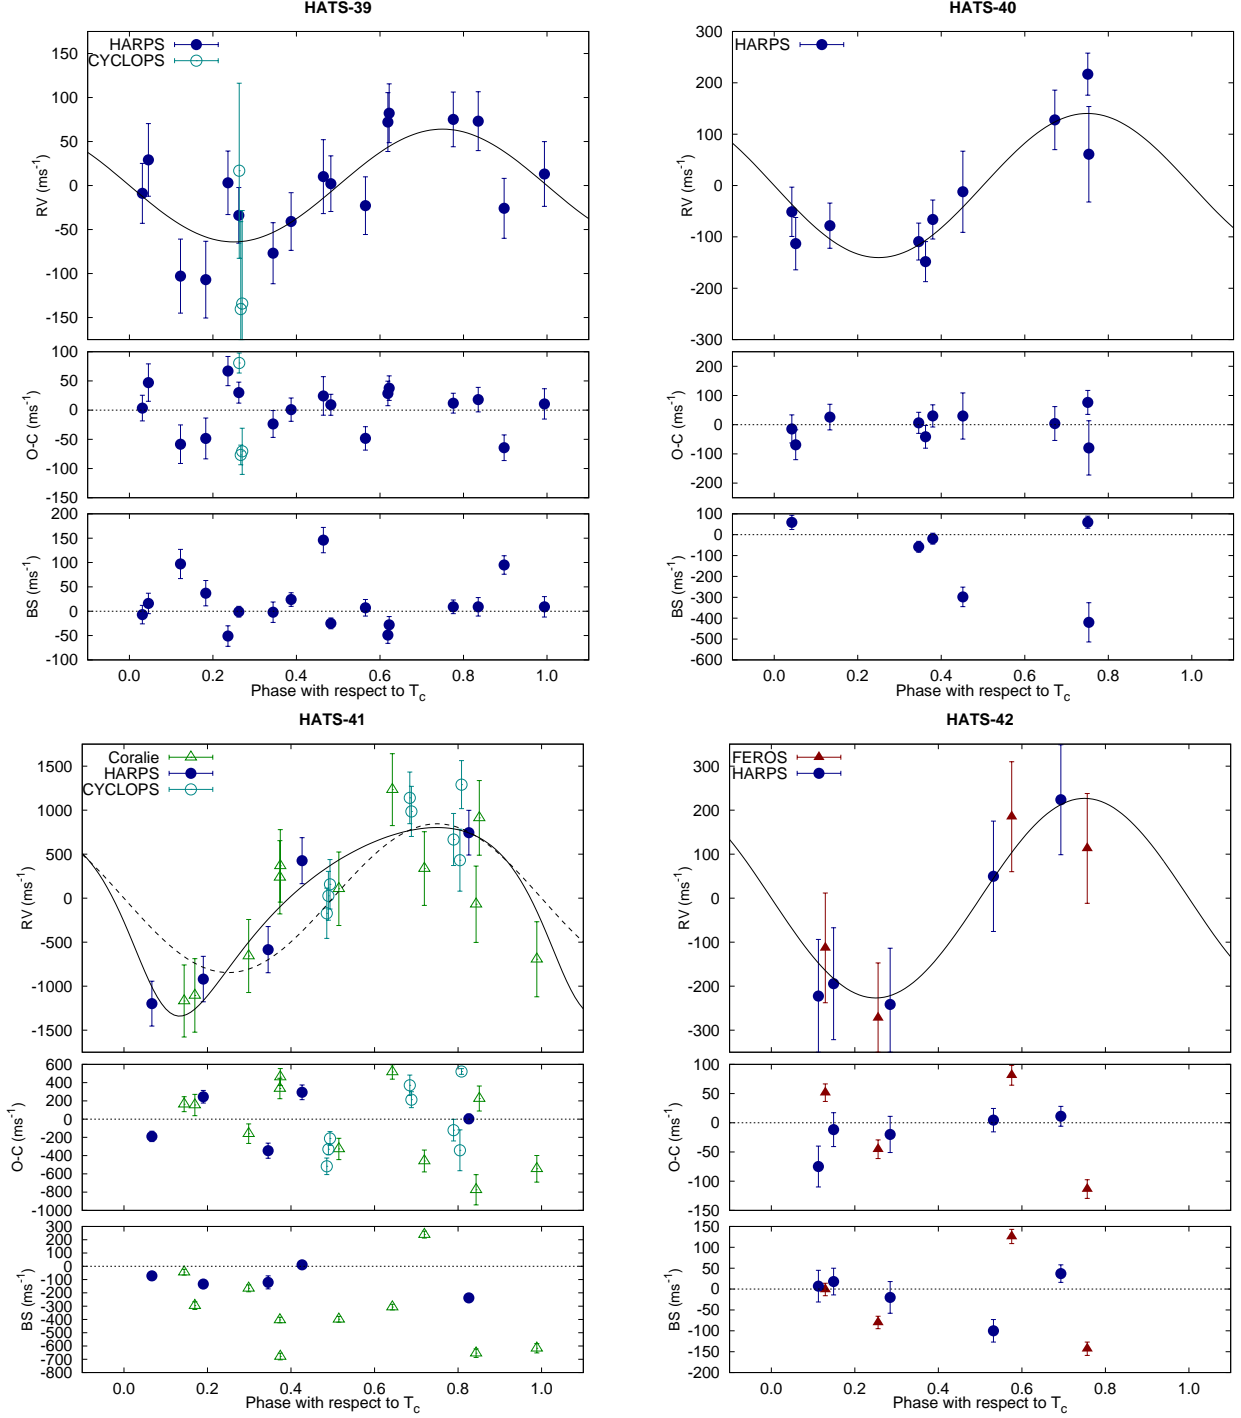 HATS-39
HARPS
CYCLOPS
RV (ms-1)
150
100
50
0
-50
-100
-150
O-C (ms-1)
100
50
0
-50
-100
-150
BS (ms-1)
200
150
100
50
0
-50
-100
0.0 0.2 0.4 0.6 0.8 1.0
Phase with respect to Tc
HATS-40
HARPS
RV (ms-1)
300
200
100
0
-100
-200
-300
O-C (ms-1)
200
100
0
-100
-200
BS (ms-1)
100
0
-100
-200
-300
-400
-500
-600
0.0 0.2 0.4 0.6 0.8 1.0
Phase with respect to Tc
HATS-41
Coralie
HARPS
CYCLOPS
RV (ms-1)
1500
1000
500
0
-500
-1000
-1500
O-C (ms-1)
600
400
200
0
-200
-400
-600
-800
-1000
BS (ms-1)
300
200
100
0
-100
-200
-300
-400
-500
-600
-700
-800
0.0 0.2 0.4 0.6 0.8 1.0
Phase with respect to Tc
HATS-42
FEROS
HARPS
RV (ms-1)
300
200
100
0
-100
-200
-300
O-C (ms-1)
100
50
0
-50
-100
-150
BS (ms-1)
150
100
50
0
-50
-100
-150
-200
0.0 0.2 0.4 0.6 0.8 1.0
Phase with respect to Tc